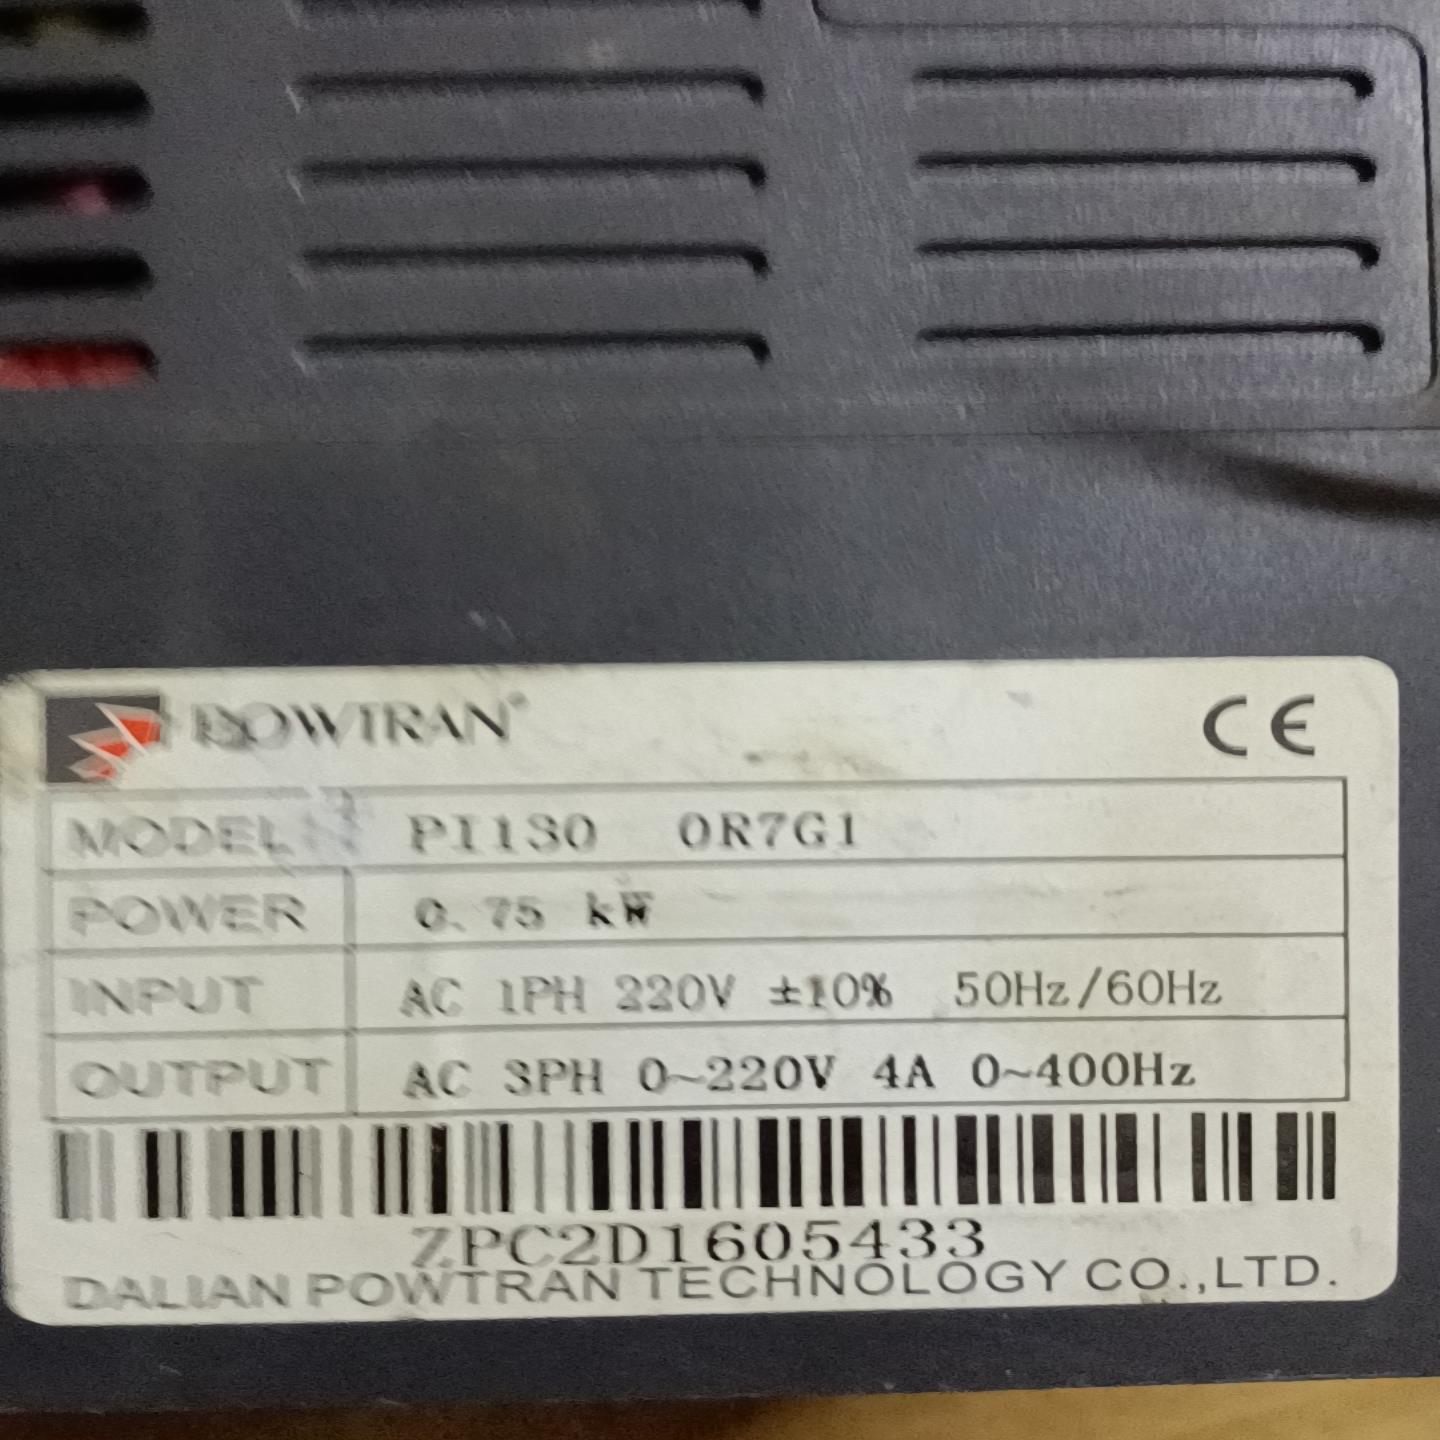 POWTRAN®
CE
MODEL PI130 0R7G1
POWER 0.75 kW
INPUT AC 1PH 220V ±10% 50Hz/60Hz
OUTPUT AC 3PH 0~220V 4A 0~400Hz
ZPC2D1605433
DALIAN POWTRAN TECHNOLOGY CO.,LTD.